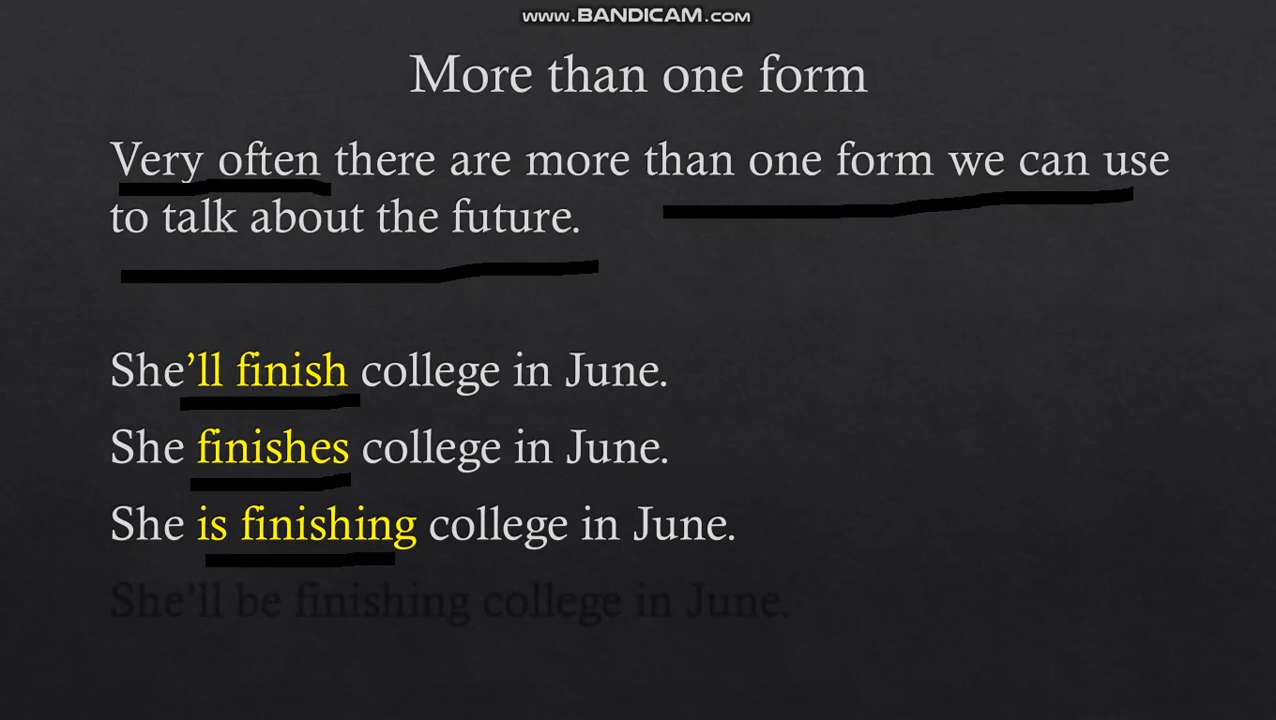 www.BANDICAM.com
More than one form
Very often there are more than one form we can use
to talk about the future.
She'll finish college in June.
She finishes college in June.
She is finishing college in June.
She'll be finishing college in June.